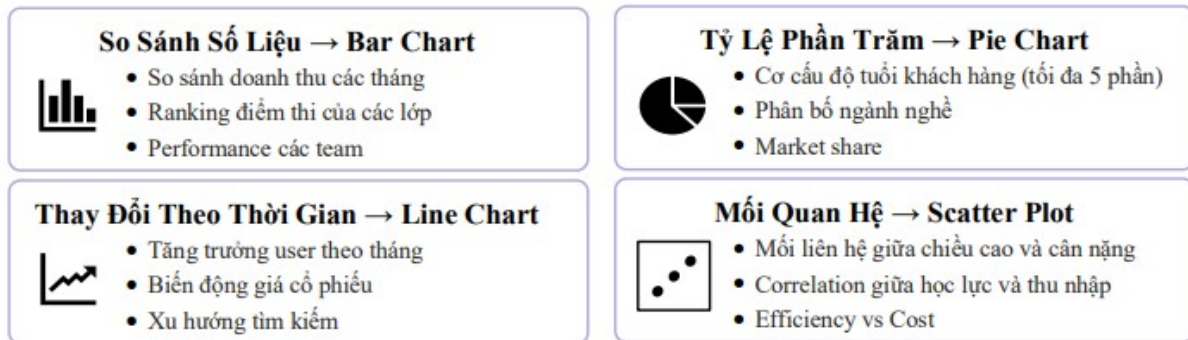 So Sánh Số Liệu → Bar Chart
• So sánh doanh thu các tháng
• Ranking điểm thi của các lớp
• Performance các team
Tỷ Lệ Phần Trăm → Pie Chart
• Cơ cấu độ tuổi khách hàng (tối đa 5 phần)
• Phân bố ngành nghề
• Market share
Thay Đổi Theo Thời Gian → Line Chart
• Tăng trưởng user theo tháng
• Biến động giá cổ phiếu
• Xu hướng tìm kiếm
Mối Quan Hệ → Scatter Plot
• Mối liên hệ giữa chiều cao và cân nặng
• Correlation giữa học lực và thu nhập
• Efficiency vs Cost